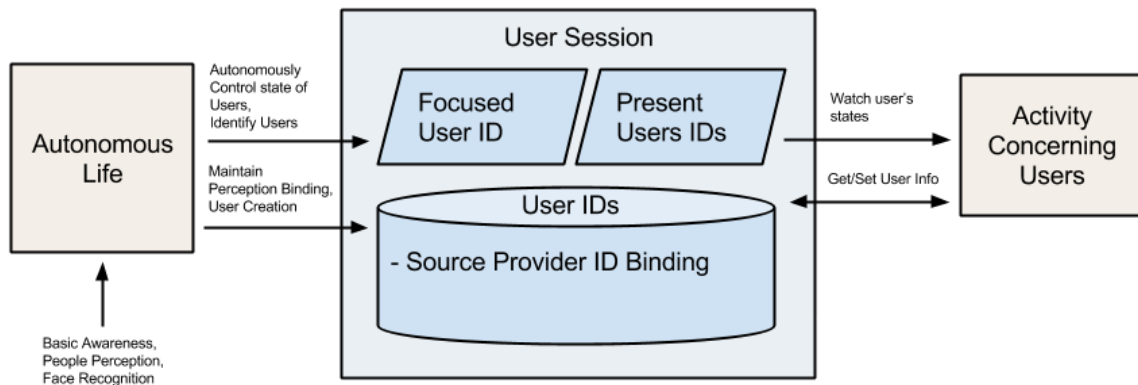 User Session
Autonomous
Life
Autonomously
Control state of
Users,
Identify Users
Maintain
Perception Binding,
User Creation
Basic Awareness,
People Perception,
Face Recognition
Focused
User ID
Present
Users IDs
User IDs
- Source Provider ID Binding
Watch user's
states
Get/Set User Info
Activity
Concerning
Users